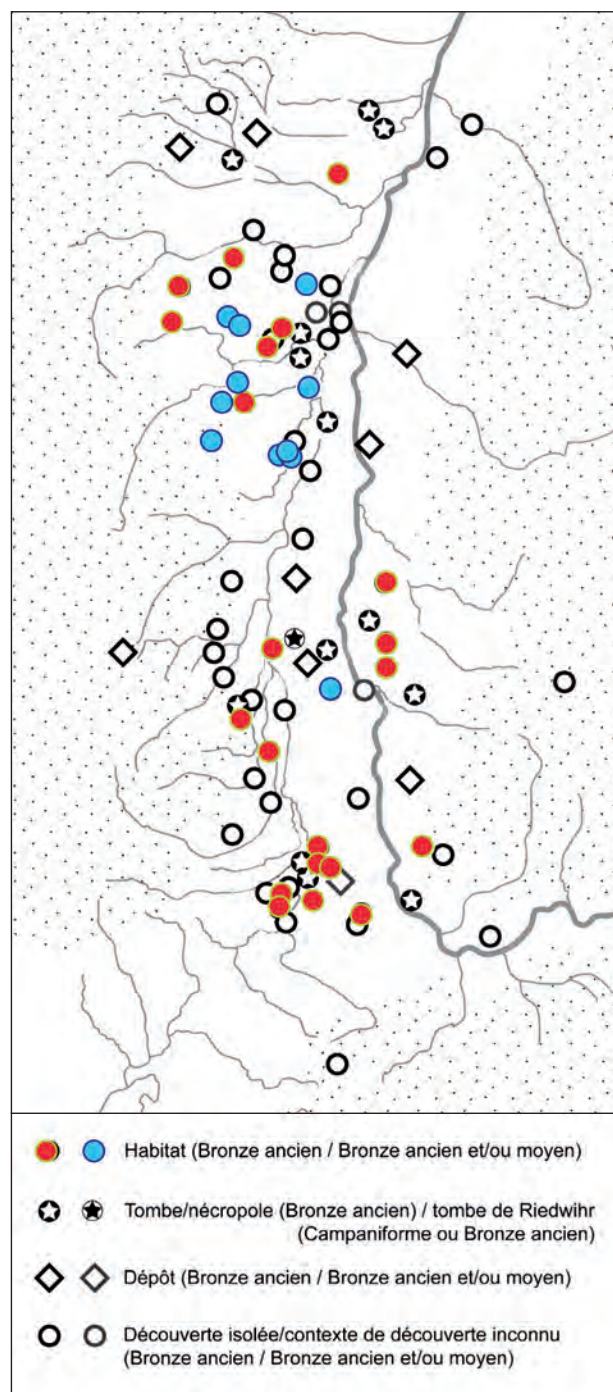 Habitat (Bronze ancien / Bronze ancien et/ou moyen)
Tombe/nécropole (Bronze ancien) / tombe de Riedwihr
(Campaniforme ou Bronze ancien)
Dépôt (Bronze ancien / Bronze ancien et/ou moyen)
Découverte isolée/contexte de découverte inconnu
(Bronze ancien / Bronze ancien et/ou moyen)